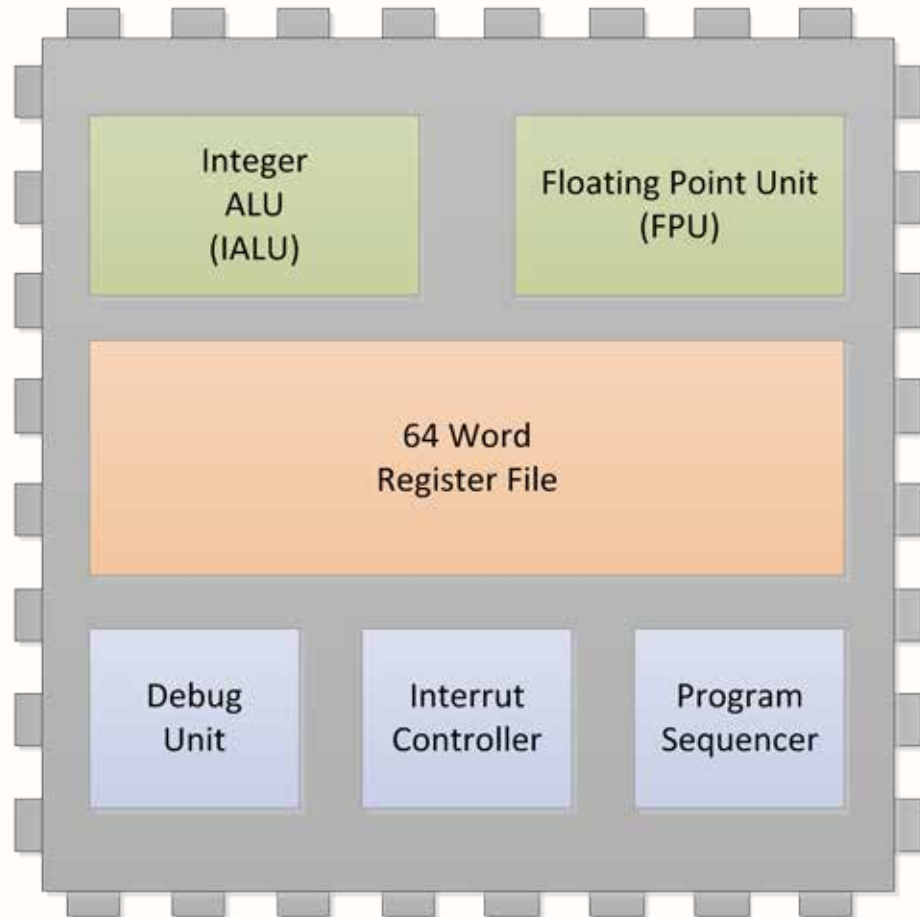 Integer
ALU
(IALU)
Floating Point Unit
(FPU)
64 Word
Register File
Debug
Unit
Interrut
Controller
Program
Sequencer